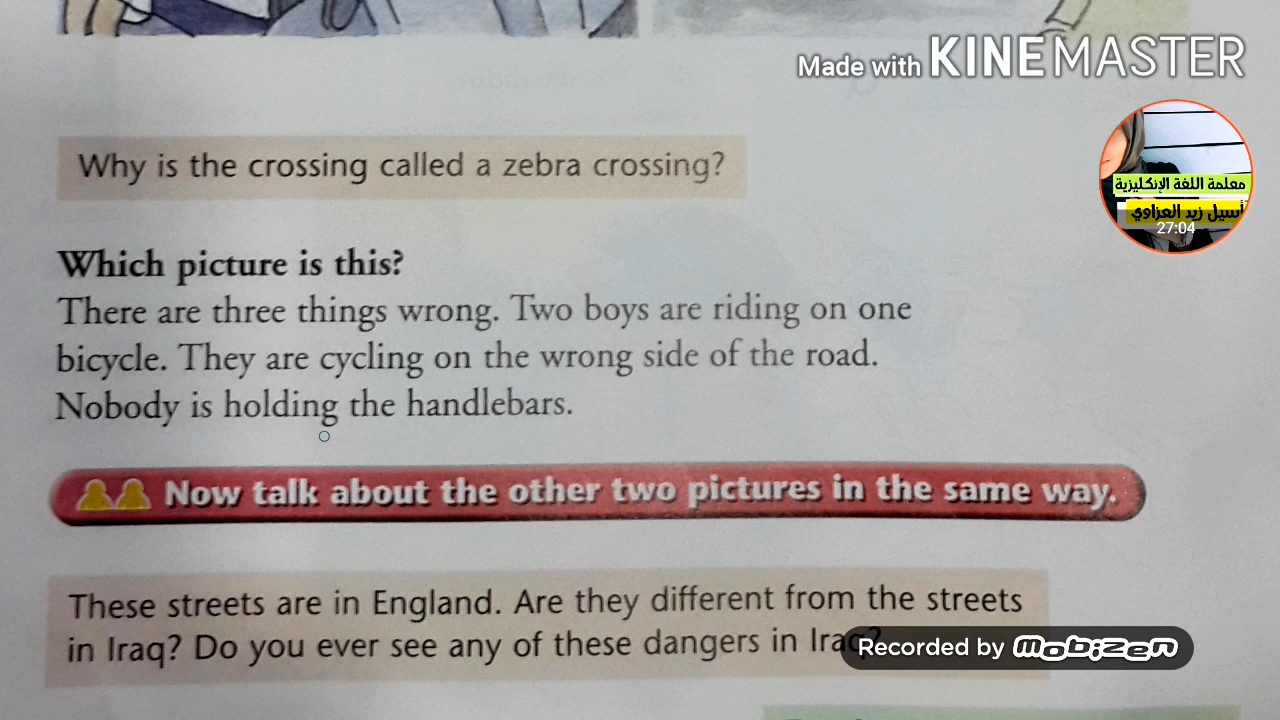 Made with KINEMASTER
Why is the crossing called a zebra crossing?
معلمة اللغة الإنكليزية
أسيل زيد العزاوي
27:04
Which picture is this?
There are three things wrong. Two boys are riding on one
bicycle. They are cycling on the wrong side of the road.
Nobody is holding the handlebars.
Now talk about the other two pictures in the same way.
These streets are in England. Are they different from the streets
in Iraq? Do you ever see any of these dangers in Iraq?
Recorded by mobizen